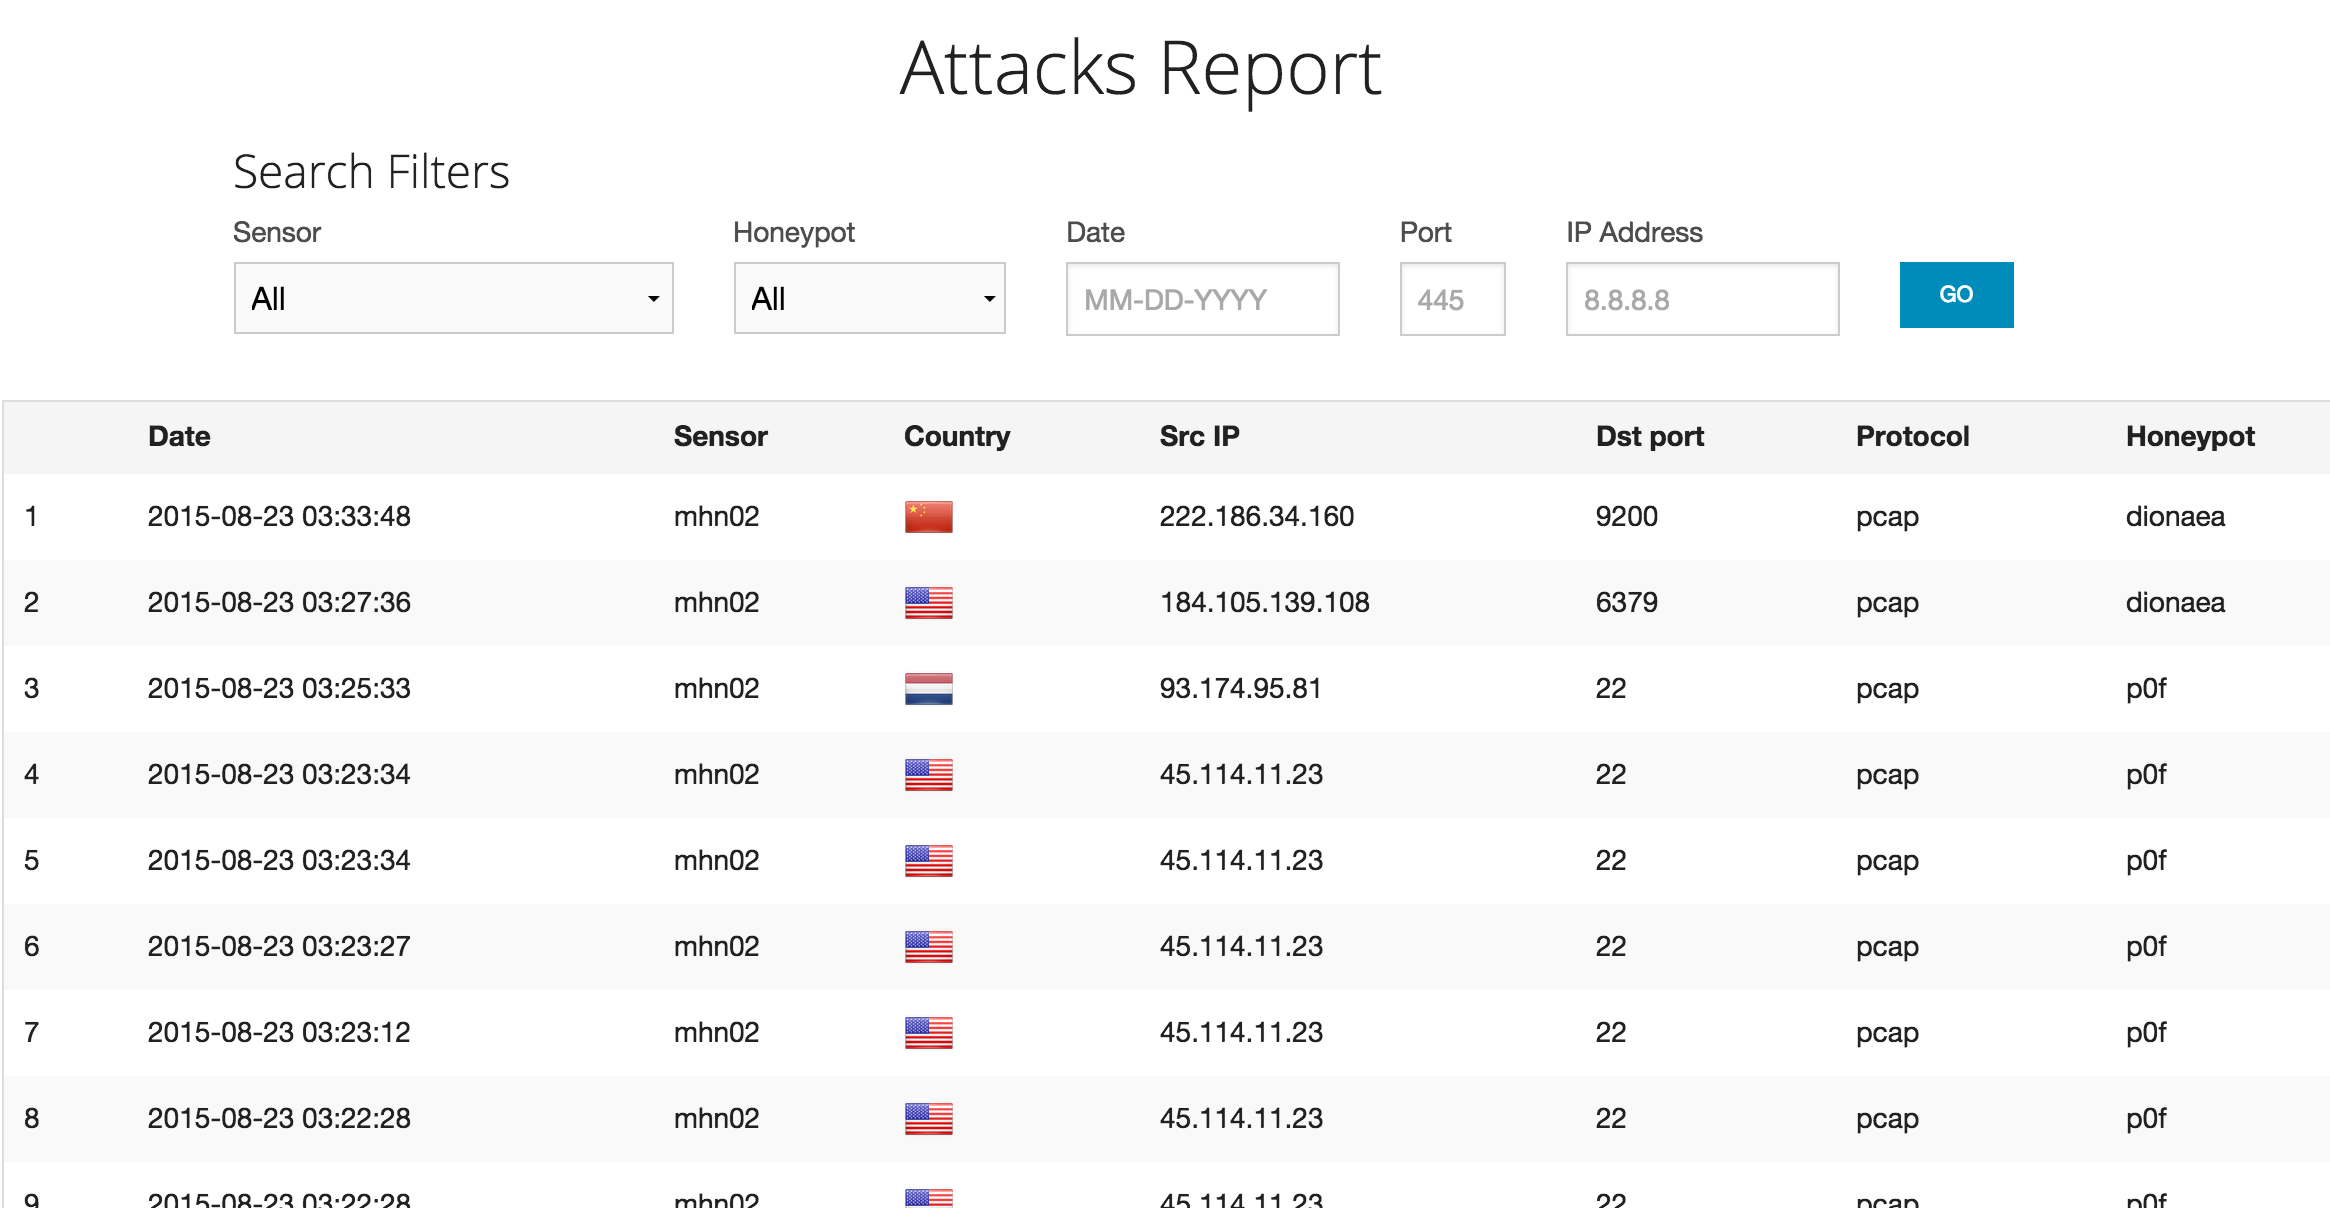 Attacks Report
Search Filters
Sensor Honeypot Date Port IP Address
All All MM-DD-YYYY 445 8.8.8.8 GO
Date Sensor Country Src IP Dst port Protocol Honeypot
1 2015-08-23 03:33:48 mhn02 222.186.34.160 9200 pcap dionaea
2 2015-08-23 03:27:36 mhn02 184.105.139.108 6379 pcap dionaea
3 2015-08-23 03:25:33 mhn02 93.174.95.81 22 pcap p0f
4 2015-08-23 03:23:34 mhn02 45.114.11.23 22 pcap p0f
5 2015-08-23 03:23:34 mhn02 45.114.11.23 22 pcap p0f
6 2015-08-23 03:23:27 mhn02 45.114.11.23 22 pcap p0f
7 2015-08-23 03:23:12 mhn02 45.114.11.23 22 pcap p0f
8 2015-08-23 03:22:28 mhn02 45.114.11.23 22 pcap p0f
9 2015-08-23 03:22:28 mhn02 45.114.11.23 22 pcap p0f